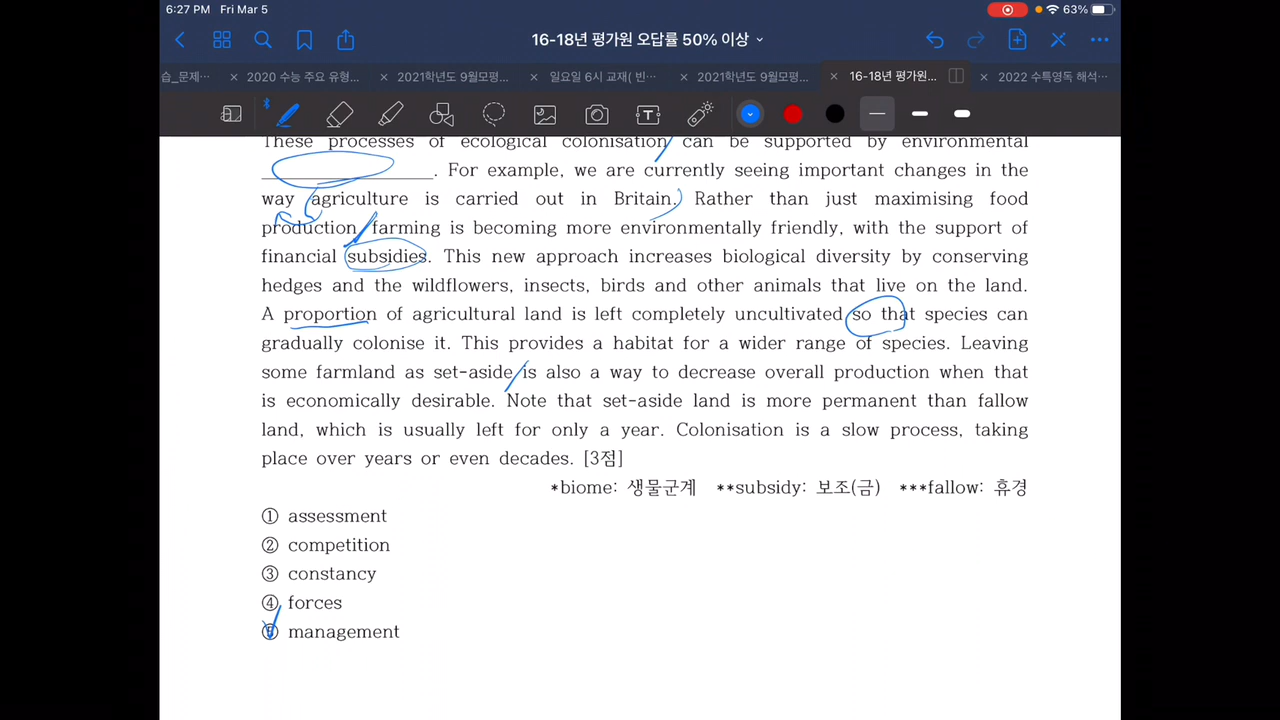 6:27 PM Fri Mar 5 63%
16-18년 평가원 오답률 50% 이상
습_문제… 2020 수능 주요 유형… 2021학년도 9월모평… 일요일 6시 교재( 빈… 2021학년도 9월모평… 16-18년 평가원… 2022 수특영독 해석…
These processes of ecological colonisation can be supported by environmental
________________. For example, we are currently seeing important changes in the
way agriculture is carried out in Britain. Rather than just maximising food
production, farming is becoming more environmentally friendly, with the support of
financial subsidies. This new approach increases biological diversity by conserving
hedges and the wildflowers, insects, birds and other animals that live on the land.
A proportion of agricultural land is left completely uncultivated so that species can
gradually colonise it. This provides a habitat for a wider range of species. Leaving
some farmland as set-aside is also a way to decrease overall production when that
is economically desirable. Note that set-aside land is more permanent than fallow
land, which is usually left for only a year. Colonisation is a slow process, taking
place over years or even decades. [3점]
*biome: 생물군계 **subsidy: 보조(금) ***fallow: 휴경
① assessment
② competition
③ constancy
④ forces
⑤ management